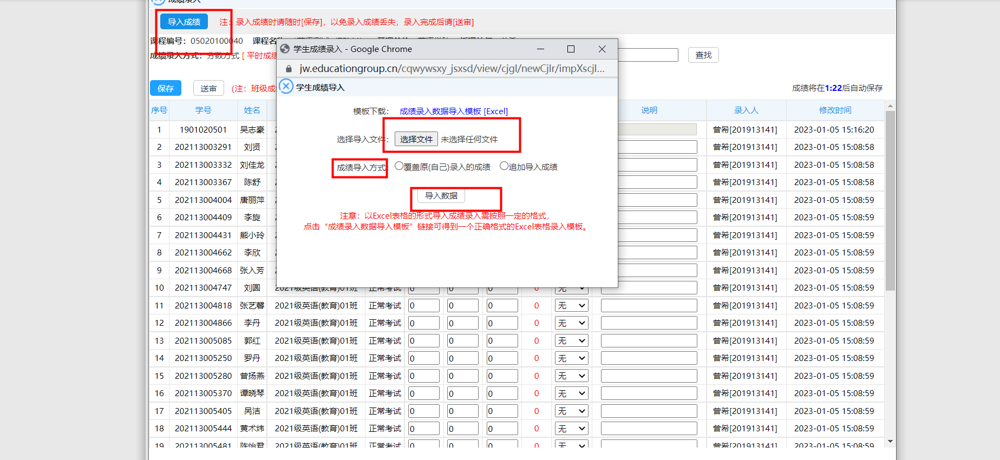 成绩录入
导入成绩 注：录入成绩时请随时[保存]，以免录入成绩丢失，录入完成后请[送审]
课程编号：05020100040 课程名
成绩录入方式：分数方式 [ 平时成绩
查找
保存 送审 (注：班级成
成绩将在1:22后自动保存
学生成绩录入 - Google Chrome
jw.educationgroup.cn/cqwywsxy_jsxsd/view/cjgl/newCjlr/impXscjl...
学生成绩导入
模板下载： 成绩录入数据导入模板 [Excel]
选择导入文件： 选择文件 未选择任何文件
成绩导入方式： 覆盖原(自己)录入的成绩 追加导入成绩
导入数据
注意：以Excel表格的形式导入成绩录入需按照一定的格式，
点击“成绩录入数据导入模板”链接可得到一个正确格式的Excel表格录入模板。
序号 学号 姓名 说明 录入人 修改时间
1 1901020501 吴志豪 2 曾希[201913141] 2023-01-05 15:16:20
2 202113003291 刘贤 2 曾希[201913141] 2023-01-05 15:08:58
3 202113003332 刘佳龙 2 曾希[201913141] 2023-01-05 15:08:58
4 202113003367 陈舒 2 曾希[201913141] 2023-01-05 15:08:58
5 202113004004 唐丽萍 2 曾希[201913141] 2023-01-05 15:08:59
6 202113004409 李旋 2 曾希[201913141] 2023-01-05 15:08:59
7 202113004431 熊小玲 2 曾希[201913141] 2023-01-05 15:08:59
8 202113004662 李欣 2 曾希[201913141] 2023-01-05 15:08:59
9 202113004668 张入芳 2 曾希[201913141] 2023-01-05 15:08:59
10 202113004747 刘圆 2021级英语(教育)01班 正常考试 0 0 0 0 无 曾希[201913141] 2023-01-05 15:08:59
11 202113004818 张艺馨 2021级英语(教育)01班 正常考试 0 0 0 0 无 曾希[201913141] 2023-01-05 15:08:59
12 202113004866 李丹 2021级英语(教育)01班 正常考试 0 0 0 0 无 曾希[201913141] 2023-01-05 15:08:59
13 202113005085 郭红 2021级英语(教育)01班 正常考试 0 0 0 0 无 曾希[201913141] 2023-01-05 15:08:59
14 202113005250 罗丹 2021级英语(教育)01班 正常考试 0 0 0 0 无 曾希[201913141] 2023-01-05 15:08:59
15 202113005280 曾扬燕 2021级英语(教育)01班 正常考试 0 0 0 0 无 曾希[201913141] 2023-01-05 15:08:59
16 202113005370 谭晓琴 2021级英语(教育)01班 正常考试 0 0 0 0 无 曾希[201913141] 2023-01-05 15:08:59
17 202113005405 呙洁 2021级英语(教育)01班 正常考试 0 0 0 0 无 曾希[201913141] 2023-01-05 15:08:59
18 202113005444 黄术炜 2021级英语(教育)01班 正常考试 0 0 0 0 无 曾希[201913141] 2023-01-05 15:08:59
19 202113005481 陈怡君 2021级英语(教育)01班 正常考试 0 0 0 0 无 曾希[201913141] 2023-01-05 15:08:59